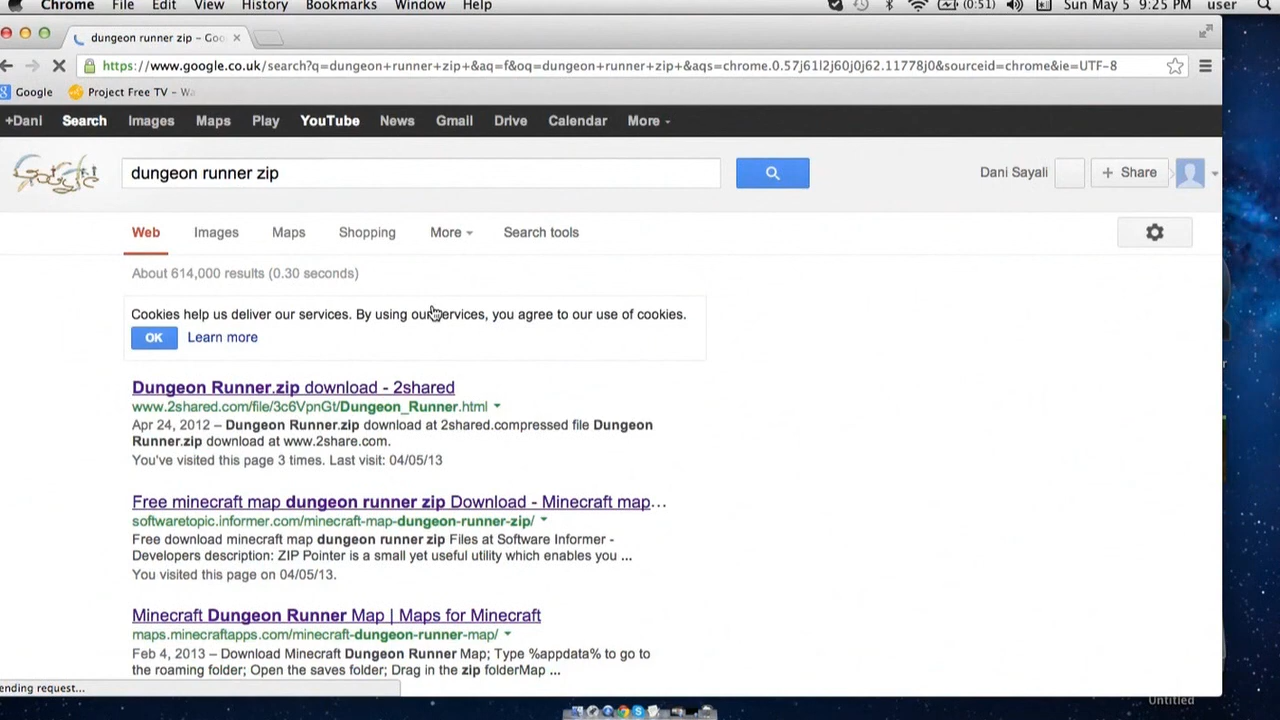 Chrome File Edit View History Bookmarks Window Help (0:51) Sun May 5 9:25 PM user
dungeon runner zip - Goo
https://www.google.co.uk/search?q=dungeon+runner+zip+&aq=f&oq=dungeon+runner+zip+&aqs=chrome.0.57j61l2j60j0j62.11778j0&sourceid=chrome&ie=UTF-8
Google Project Free TV - Wa
+Dani Search Images Maps Play YouTube News Gmail Drive Calendar More
Google dungeon runner zip Dani Sayali + Share
Web Images Maps Shopping More Search tools
About 614,000 results (0.30 seconds)
Cookies help us deliver our services. By using our services, you agree to our use of cookies.
OK Learn more
Dungeon Runner.zip download - 2shared
www.2shared.com/file/3c6VpnGt/Dungeon_Runner.html
Apr 24, 2012 – Dungeon Runner.zip download at 2shared.compressed file Dungeon
Runner.zip download at www.2share.com.
You've visited this page 3 times. Last visit: 04/05/13
Free minecraft map dungeon runner zip Download - Minecraft map...
softwaretopic.informer.com/minecraft-map-dungeon-runner-zip/
Free download minecraft map dungeon runner zip Files at Software Informer -
Developers description: ZIP Pointer is a small yet useful utility which enables you ...
You visited this page on 04/05/13.
Minecraft Dungeon Runner Map | Maps for Minecraft
maps.minecraftapps.com/minecraft-dungeon-runner-map/
Feb 4, 2013 – Download Minecraft Dungeon Runner Map; Type %appdata% to go to
the roaming folder; Open the saves folder; Drag in the zip folderMap ...
ending request...
Untitled